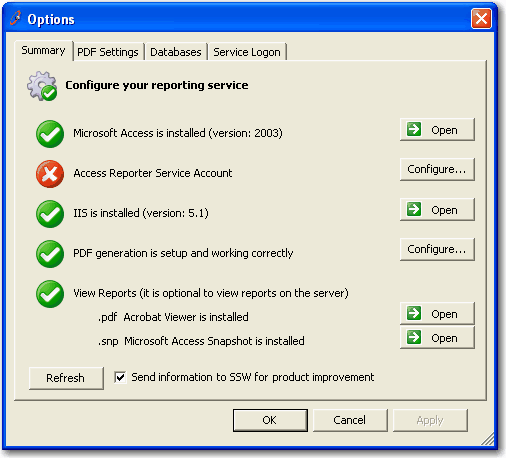 Options
Summary PDF Settings Databases Service Logon
Configure your reporting service
Microsoft Access is installed (version: 2003) Open
Access Reporter Service Account Configure...
IIS is installed (version: 5.1) Open
PDF generation is setup and working correctly Configure...
View Reports (it is optional to view reports on the server)
.pdf Acrobat Viewer is installed Open
.snp Microsoft Access Snapshot is installed Open
Refresh Send information to SSW for product improvement
OK Cancel Apply